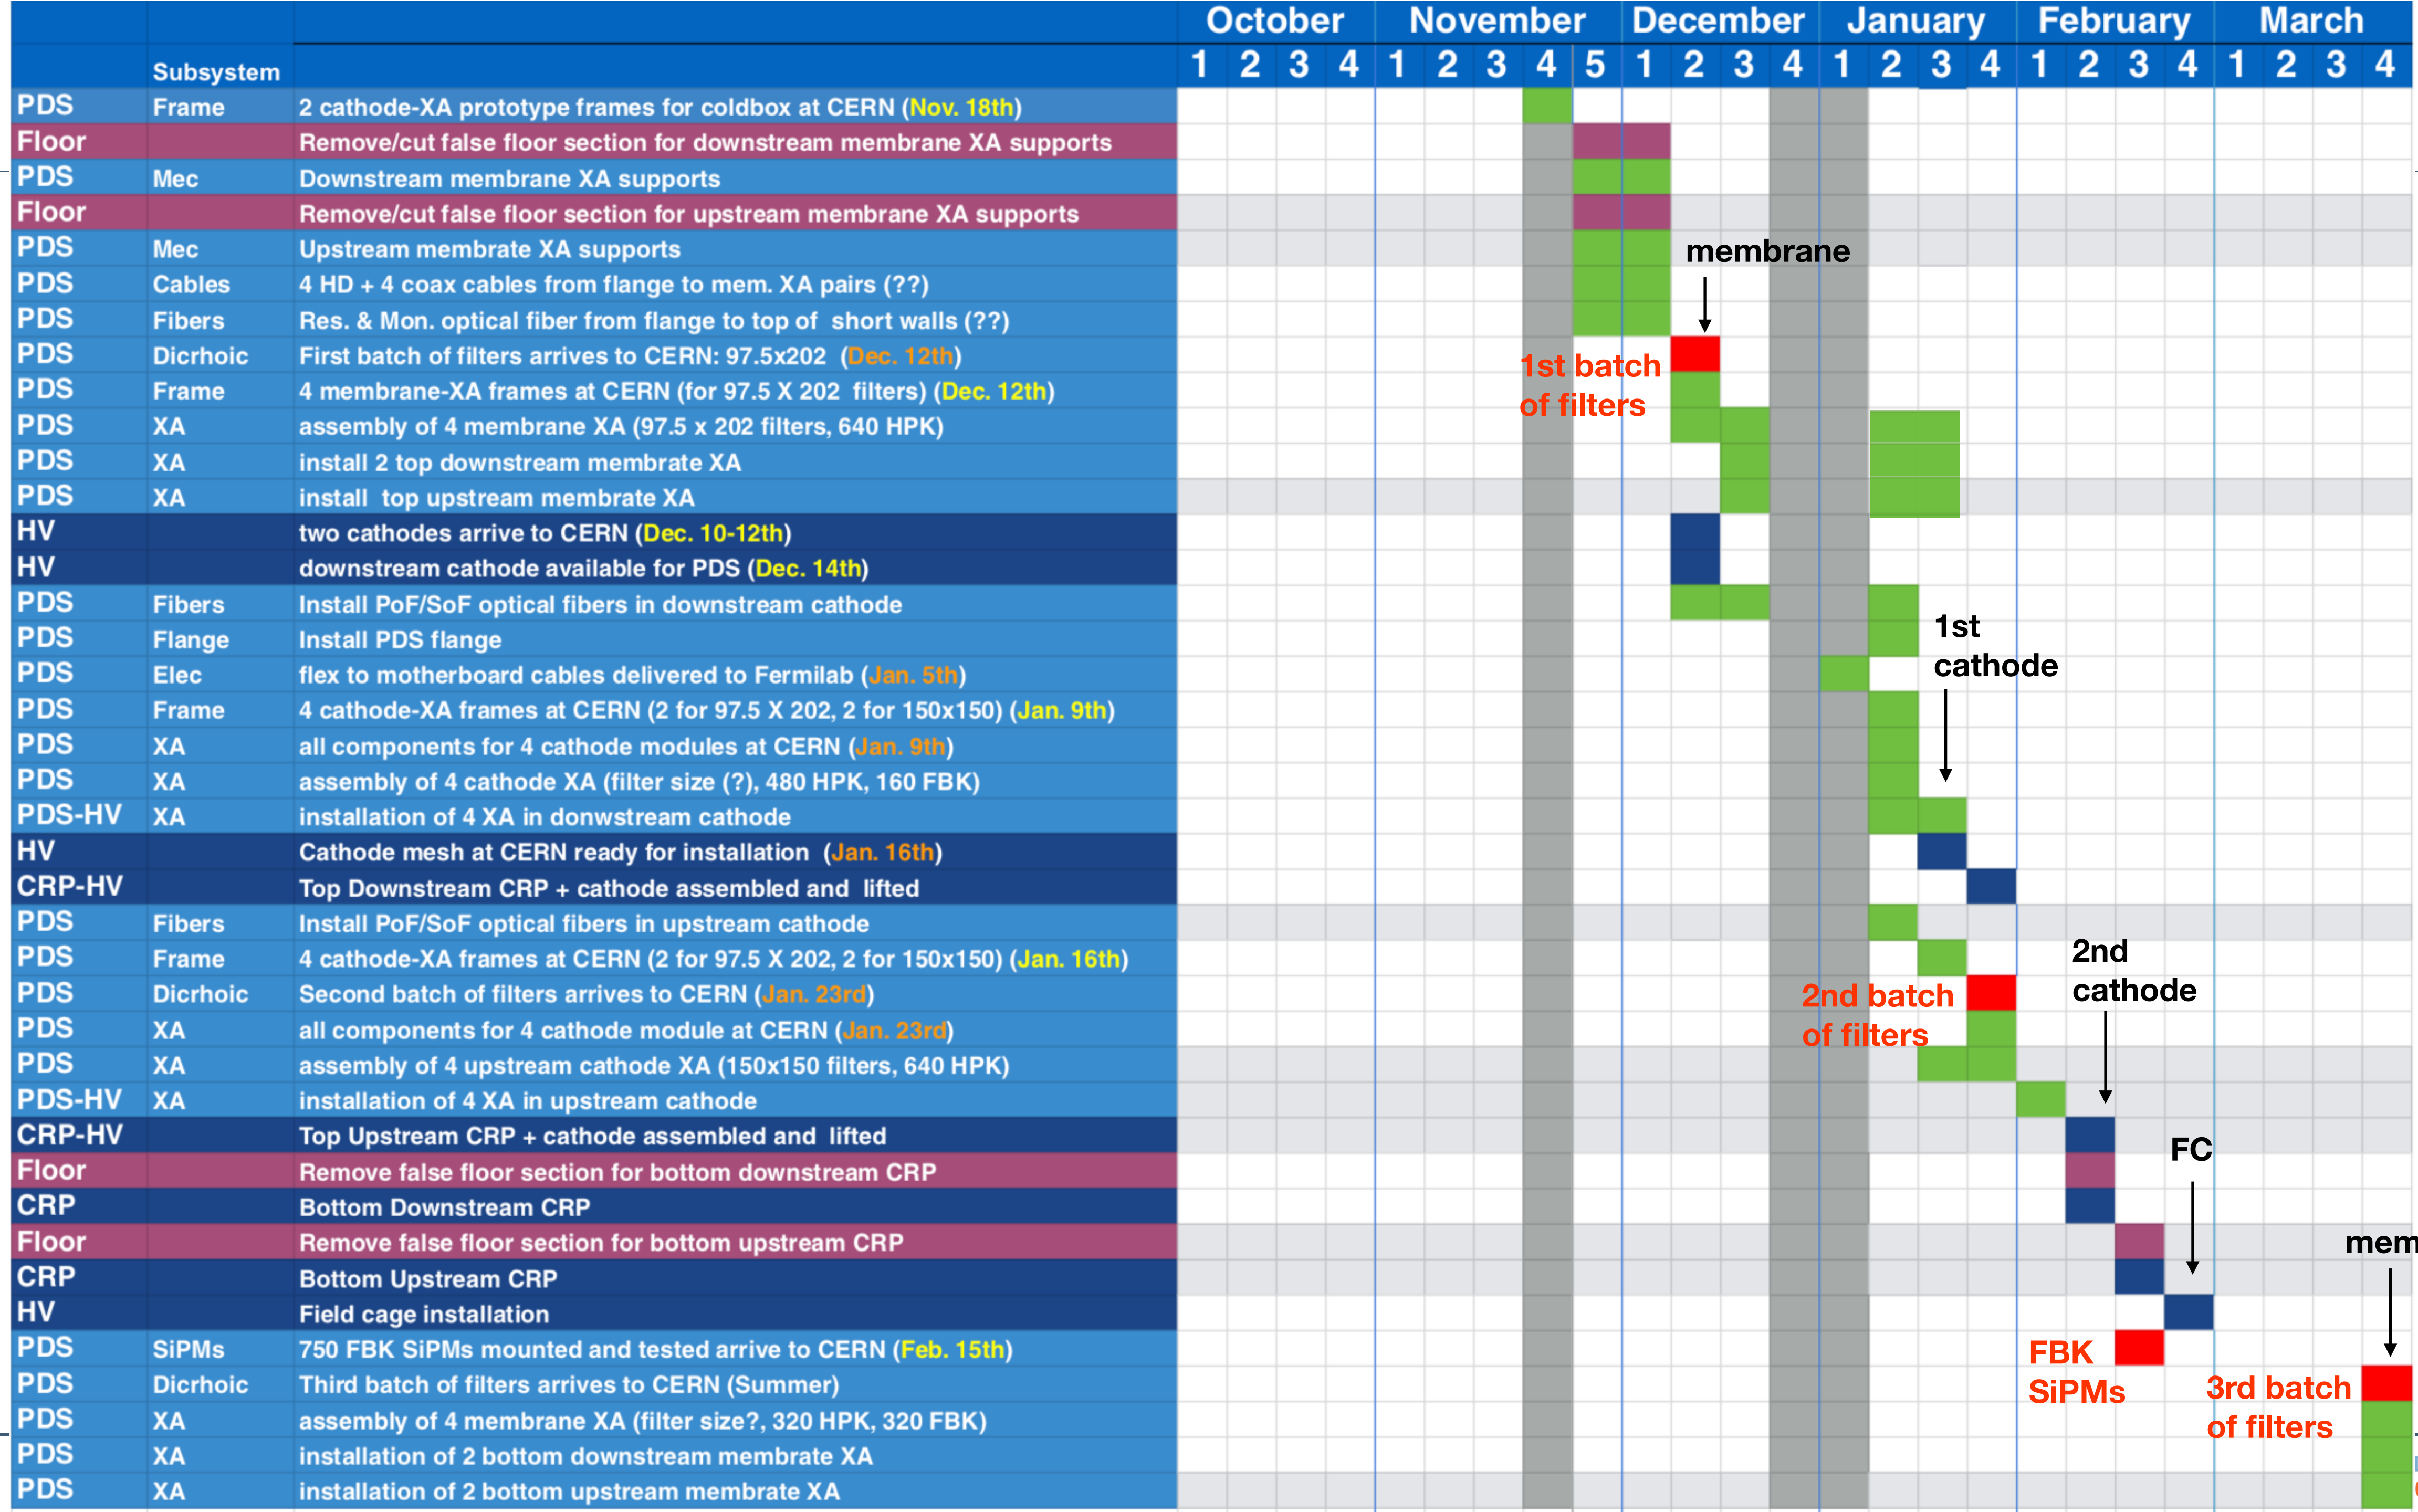 October November December January February March
Subsystem 1 2 3 4 1 2 3 4 5 1 2 3 4 1 2 3 4 1 2 3 4 1 2 3 4
PDS Frame 2 cathode-XA prototype frames for coldbox at CERN (Nov. 18th)
Floor Remove/cut false floor section for downstream membrane XA supports
PDS Mec Downstream membrane XA supports
Floor Remove/cut false floor section for upstream membrane XA supports
PDS Mec Upstream membrate XA supports
membrane
PDS Cables 4 HD + 4 coax cables from flange to mem. XA pairs (??)
PDS Fibers Res. & Mon. optical fiber from flange to top of short walls (??)
PDS Dicrhoic First batch of filters arrives to CERN: 97.5x202 (Dec. 12th)
1st batch
of filters
PDS Frame 4 membrane-XA frames at CERN (for 97.5 X 202 filters) (Dec. 12th)
PDS XA assembly of 4 membrane XA (97.5 x 202 filters, 640 HPK)
PDS XA install 2 top downstream membrate XA
PDS XA install top upstream membrate XA
HV two cathodes arrive to CERN (Dec. 10-12th)
HV downstream cathode available for PDS (Dec. 14th)
PDS Fibers Install PoF/SoF optical fibers in downstream cathode
1st
cathode
PDS Flange Install PDS flange
PDS Elec flex to motherboard cables delivered to Fermilab (Jan. 5th)
PDS Frame 4 cathode-XA frames at CERN (2 for 97.5 X 202, 2 for 150x150) (Jan. 9th)
PDS XA all components for 4 cathode modules at CERN (Jan. 9th)
PDS XA assembly of 4 cathode XA (filter size (?), 480 HPK, 160 FBK)
PDS-HV XA installation of 4 XA in donwstream cathode
HV Cathode mesh at CERN ready for installation (Jan. 16th)
CRP-HV Top Downstream CRP + cathode assembled and lifted
PDS Fibers Install PoF/SoF optical fibers in upstream cathode
PDS Frame 4 cathode-XA frames at CERN (2 for 97.5 X 202, 2 for 150x150) (Jan. 16th)
2nd
cathode
PDS Dicrhoic Second batch of filters arrives to CERN (Jan. 23rd)
2nd batch
of filters
PDS XA all components for 4 cathode module at CERN (Jan. 23rd)
PDS XA assembly of 4 upstream cathode XA (150x150 filters, 640 HPK)
PDS-HV XA installation of 4 XA in upstream cathode
CRP-HV Top Upstream CRP + cathode assembled and lifted
FC
Floor Remove false floor section for bottom downstream CRP
CRP Bottom Downstream CRP
Floor Remove false floor section for bottom upstream CRP
mem
CRP Bottom Upstream CRP
HV Field cage installation
PDS SiPMs 750 FBK SiPMs mounted and tested arrive to CERN (Feb. 15th)
FBK
SiPMs
PDS Dicrhoic Third batch of filters arrives to CERN (Summer)
3rd batch
of filters
PDS XA assembly of 4 membrane XA (filter size?, 320 HPK, 320 FBK)
PDS XA installation of 2 bottom downstream membrate XA
PDS XA installation of 2 bottom upstream membrate XA